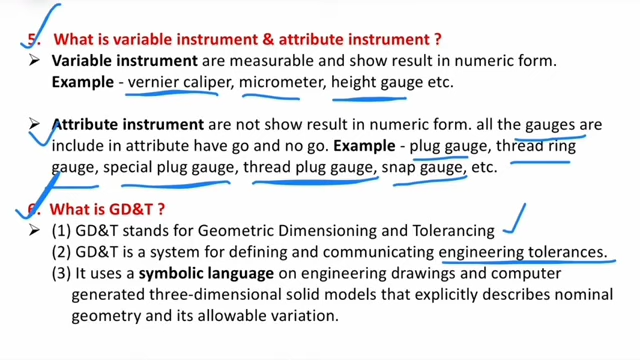 5. What is variable instrument & attribute instrument ?
➢ Variable instrument are measurable and show result in numeric form.
Example - vernier caliper, micrometer, height gauge etc.
➢ Attribute instrument are not show result in numeric form. all the gauges are
include in attribute have go and no go. Example - plug gauge, thread ring
gauge, special plug gauge, thread plug gauge, snap gauge, etc.
6. What is GD&T ?
➢ (1) GD&T stands for Geometric Dimensioning and Tolerancing
(2) GD&T is a system for defining and communicating engineering tolerances.
(3) It uses a symbolic language on engineering drawings and computer
generated three-dimensional solid models that explicitly describes nominal
geometry and its allowable variation.